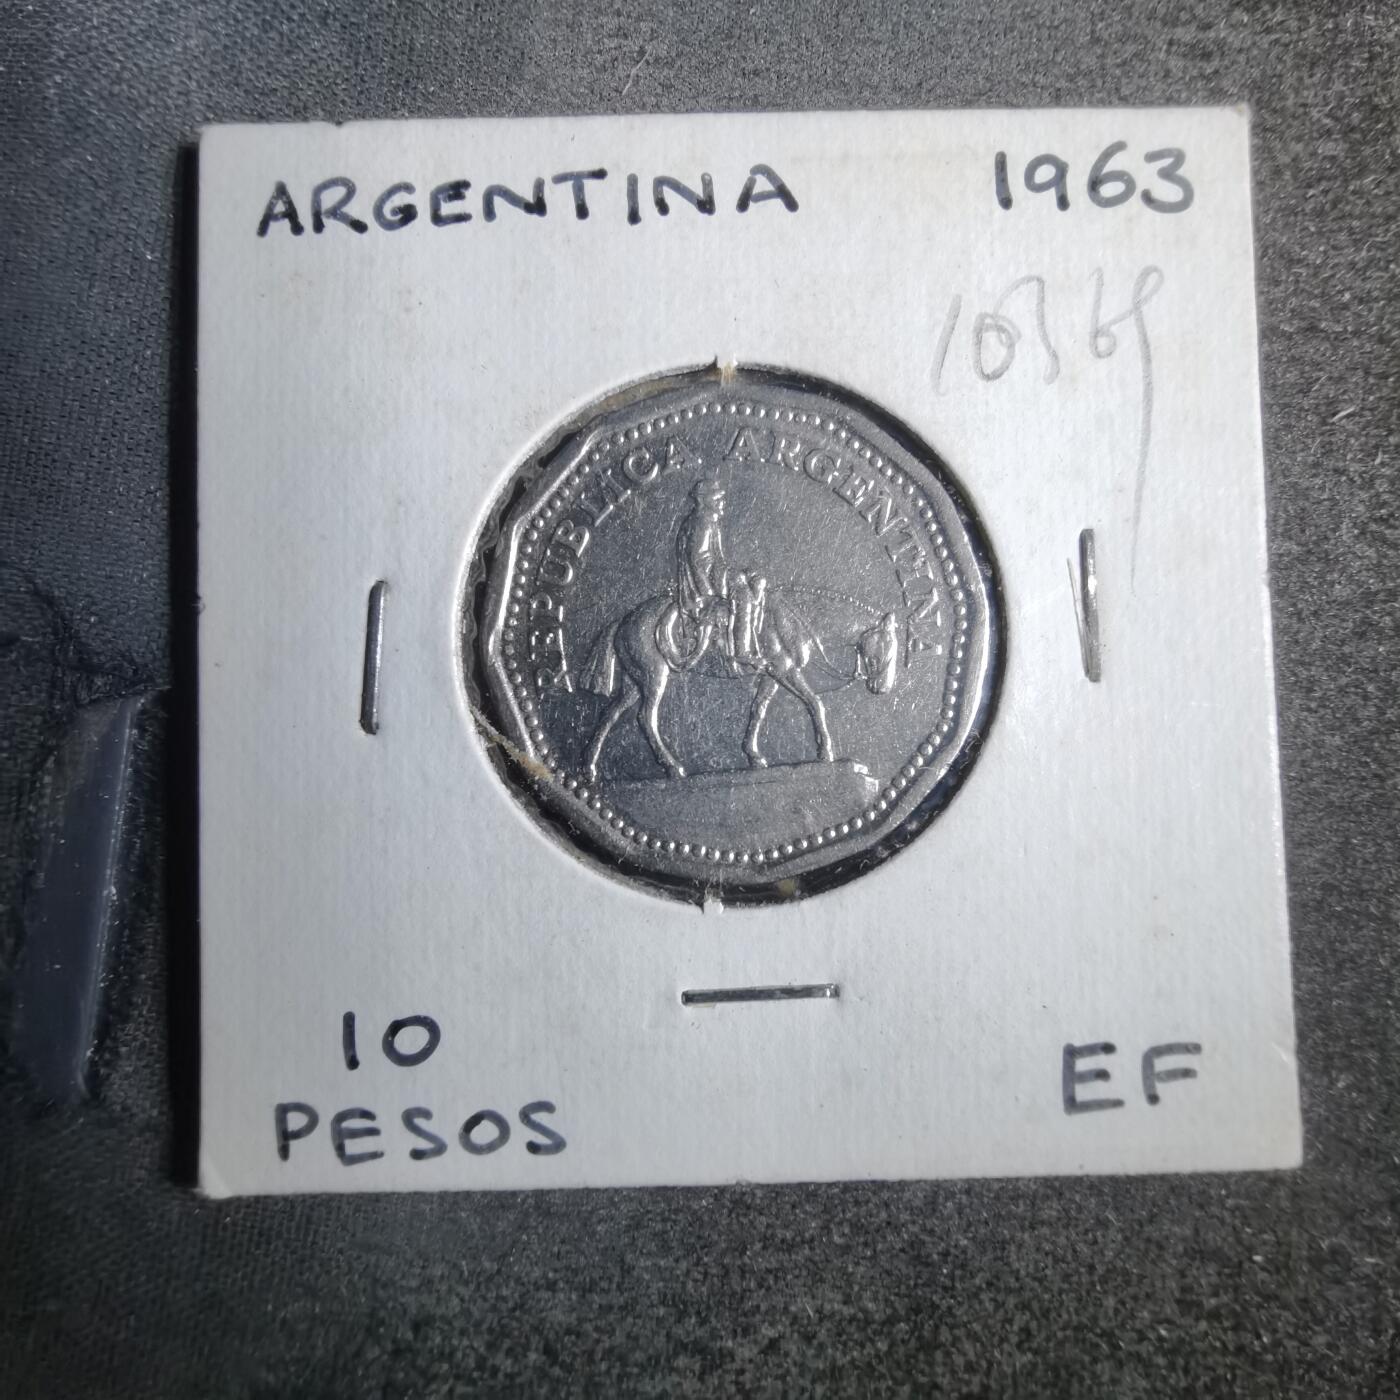 ARGENTINA 1963
REPUBLICA ARGENTINA
10
PESOS
EF